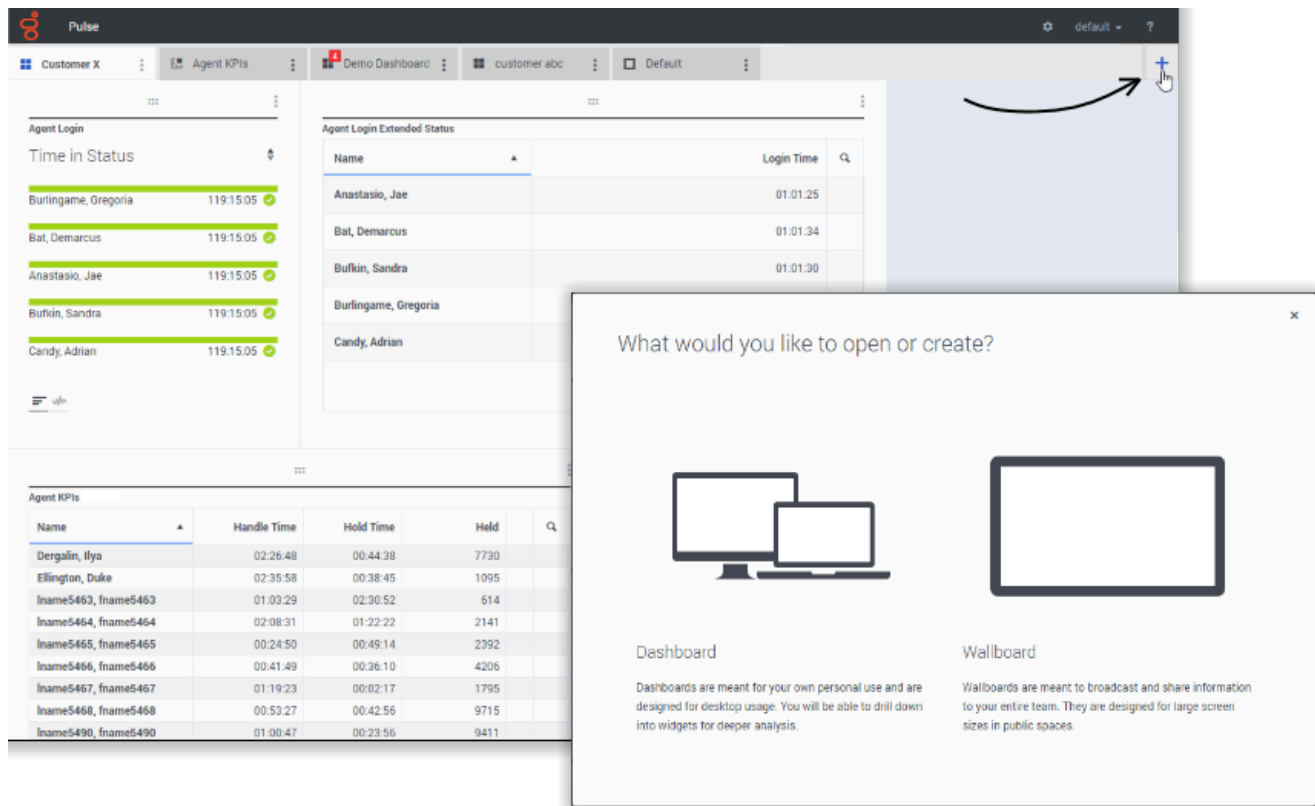 Pulse
default
?
Customer X
Agent KPIs
4
Demo Dashboard
customer abc
Default
+
Agent Login
Time in Status
Burlingame, Gregoria 119:15:05
Bat, Demarcus 119:15:05
Anastasio, Jae 119:15:05
Bufkin, Sandra 119:15:05
Candy, Adrian 119:15:05
Agent Login Extended Status
Name Login Time
Anastasio, Jae 01:01:25
Bat, Demarcus 01:01:34
Bufkin, Sandra 01:01:30
Burlingame, Gregoria
Candy, Adrian
Agent KPIs
Name Handle Time Hold Time Held
Dergalin, Ilya 02:26:48 00:44:38 7730
Ellington, Duke 02:35:58 00:38:45 1095
lname5463, fname5463 01:03:29 02:30:52 614
lname5464, fname5464 02:08:31 01:22:22 2141
lname5465, fname5465 00:24:50 00:49:14 2392
lname5466, fname5466 00:41:49 00:36:10 4206
lname5467, fname5467 01:19:23 00:02:17 1795
lname5468, fname5468 00:53:27 00:42:56 9715
lname5490, fname5490 01:00:47 00:23:56 9411
What would you like to open or create?
Dashboard
Dashboards are meant for your own personal use and are
designed for desktop usage. You will be able to drill down
into widgets for deeper analysis.
Wallboard
Wallboards are meant to broadcast and share information
to your entire team. They are designed for large screen
sizes in public spaces.